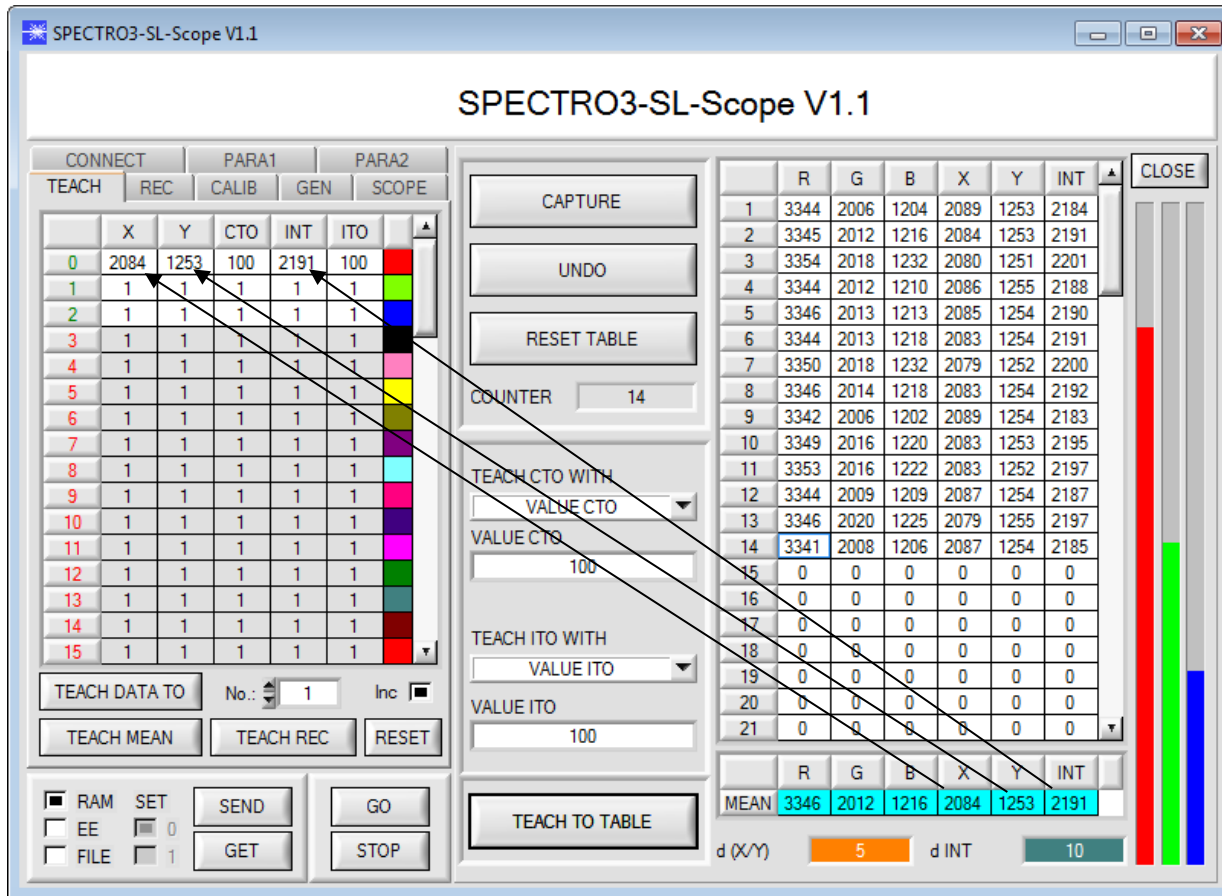 SPECTRO3-SL-Scope V1.1
SPECTRO3-SL-Scope V1.1
CONNECT PARA1 PARA2
TEACH REC CALIB GEN SCOPE
X Y CTO INT ITO
0 2084 1253 100 2191 100
1 1 1 1 1 1
2 1 1 1 1 1
3 1 1 1 1 1
4 1 1 1 1 1
5 1 1 1 1 1
6 1 1 1 1 1
7 1 1 1 1 1
8 1 1 1 1 1
9 1 1 1 1 1
10 1 1 1 1 1
11 1 1 1 1 1
12 1 1 1 1 1
13 1 1 1 1 1
14 1 1 1 1 1
15 1 1 1 1 1
TEACH DATA TO No.: 1 Inc
TEACH MEAN TEACH REC RESET
RAM SET SEND GO
EE 0
FILE 1 GET STOP
CAPTURE
UNDO
RESET TABLE
COUNTER 14
TEACH CTO WITH
VALUE CTO
VALUE CTO
100
TEACH ITO WITH
VALUE ITO
VALUE ITO
100
TEACH TO TABLE
R G B X Y INT
1 3344 2006 1204 2089 1253 2184
2 3345 2012 1216 2084 1253 2191
3 3354 2018 1232 2080 1251 2201
4 3344 2012 1210 2086 1255 2188
5 3346 2013 1213 2085 1254 2190
6 3344 2013 1218 2083 1254 2191
7 3350 2018 1232 2079 1252 2200
8 3346 2014 1218 2083 1254 2192
9 3342 2006 1202 2089 1254 2183
10 3349 2016 1220 2083 1253 2195
11 3353 2016 1222 2083 1252 2197
12 3344 2009 1209 2087 1254 2187
13 3346 2020 1225 2079 1255 2197
14 3341 2008 1206 2087 1254 2185
15 0 0 0 0 0 0
16 0 0 0 0 0 0
17 0 0 0 0 0 0
18 0 0 0 0 0 0
19 0 0 0 0 0 0
20 0 0 0 0 0 0
21 0 0 0 0 0 0
R G B X Y INT
MEAN 3346 2012 1216 2084 1253 2191
d (X/Y) 5 d INT 10
CLOSE